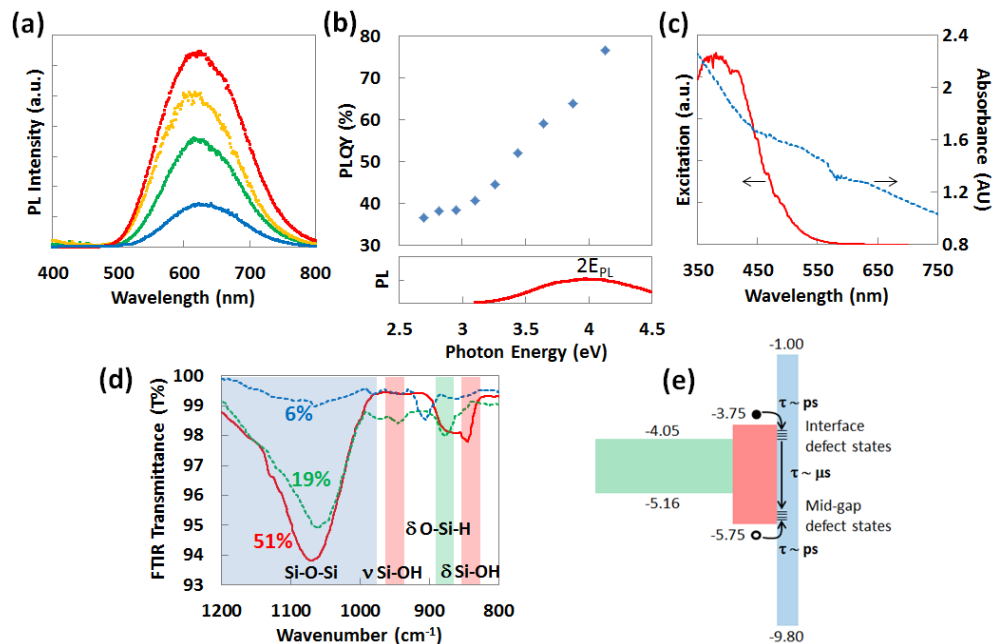 (a)
PL Intensity (a.u.)
400 500 600 700 800
Wavelength (nm)
(b)
PLQY (%)
80
70
60
50
40
30
PL
2E_PL
2.5 3 3.5 4 4.5
Photon Energy (eV)
(c)
Excitation (a.u.)
2.4
2
1.6
1.2
0.8
Absorbance (AU)
350 450 550 650 750
Wavelength (nm)
(d)
FTIR Transmittance (T%)
100
99
98
97
96
95
94
93
6%
19%
51%
δ O-Si-H
Si-O-Si ν Si-OH δ Si-OH
1200 1100 1000 900 800
Wavenumber (cm⁻¹)
(e)
-1.00
τ ~ ps
-3.75
Interface
defect states
-4.05
τ ~ μs
-5.16
Mid-gap
defect states
-5.75
τ ~ ps
-9.80